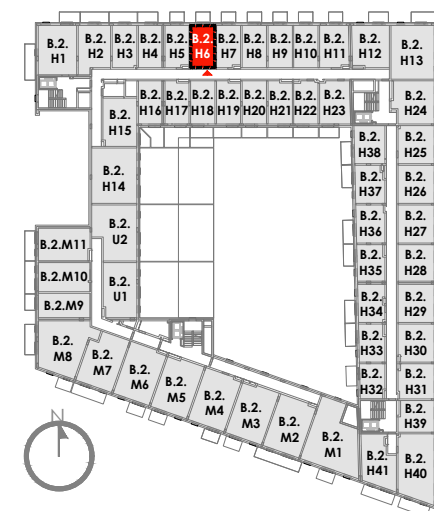 B.2. H1
B.2. H2
B.2. H3
B.2. H4
B.2. H5
B.2. H6
B.2. H7
B.2. H8
B.2. H9
B.2. H10
B.2. H11
B.2. H12
B.2. H13
B.2. H15
B.2. H16
B.2. H17
B.2. H18
B.2. H19
B.2. H20
B.2. H21
B.2. H22
B.2. H23
B.2. H24
B.2. H38
B.2. H25
B.2. H14
B.2. H37
B.2. H26
B.2. U2
B.2. H36
B.2. H27
B.2.M11
B.2. H35
B.2. H28
B.2.M10
B.2. U1
B.2. H34
B.2. H29
B.2.M9
B.2. M8
B.2. M7
B.2. M6
B.2. M5
B.2. M4
B.2. M3
B.2. M2
B.2. M1
B.2. H33
B.2. H30
B.2. H32
B.2. H31
B.2. H39
B.2. H41
B.2. H40
N